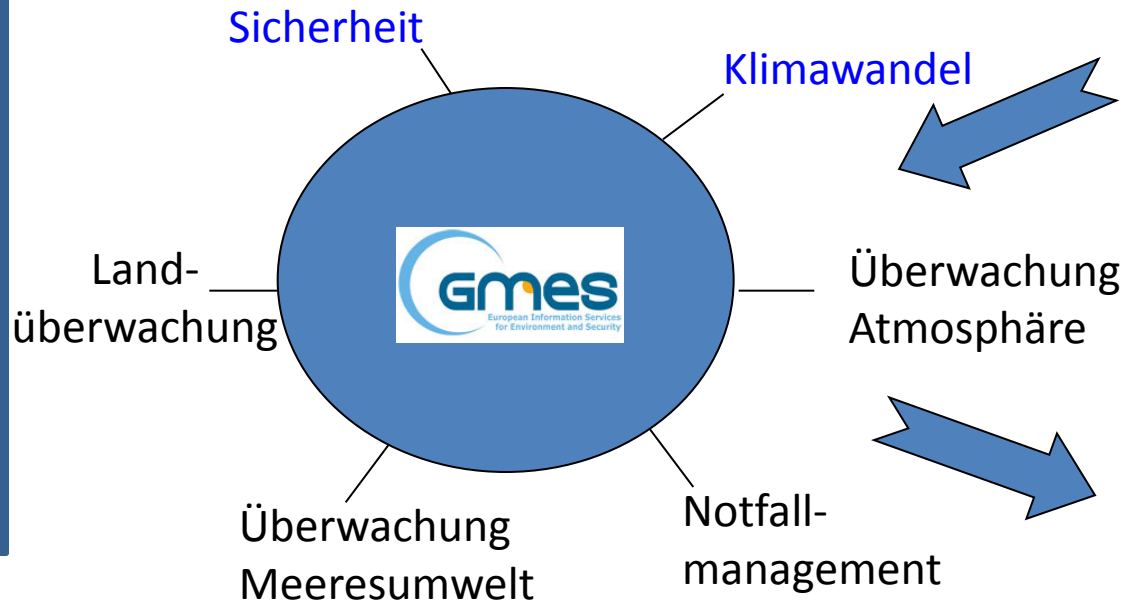 Sicherheit
Klimawandel
Land-
überwachung
GMES
European Information Services
for Environment and Security
Überwachung
Atmosphäre
Überwachung
Meeresumwelt
Notfall-
management